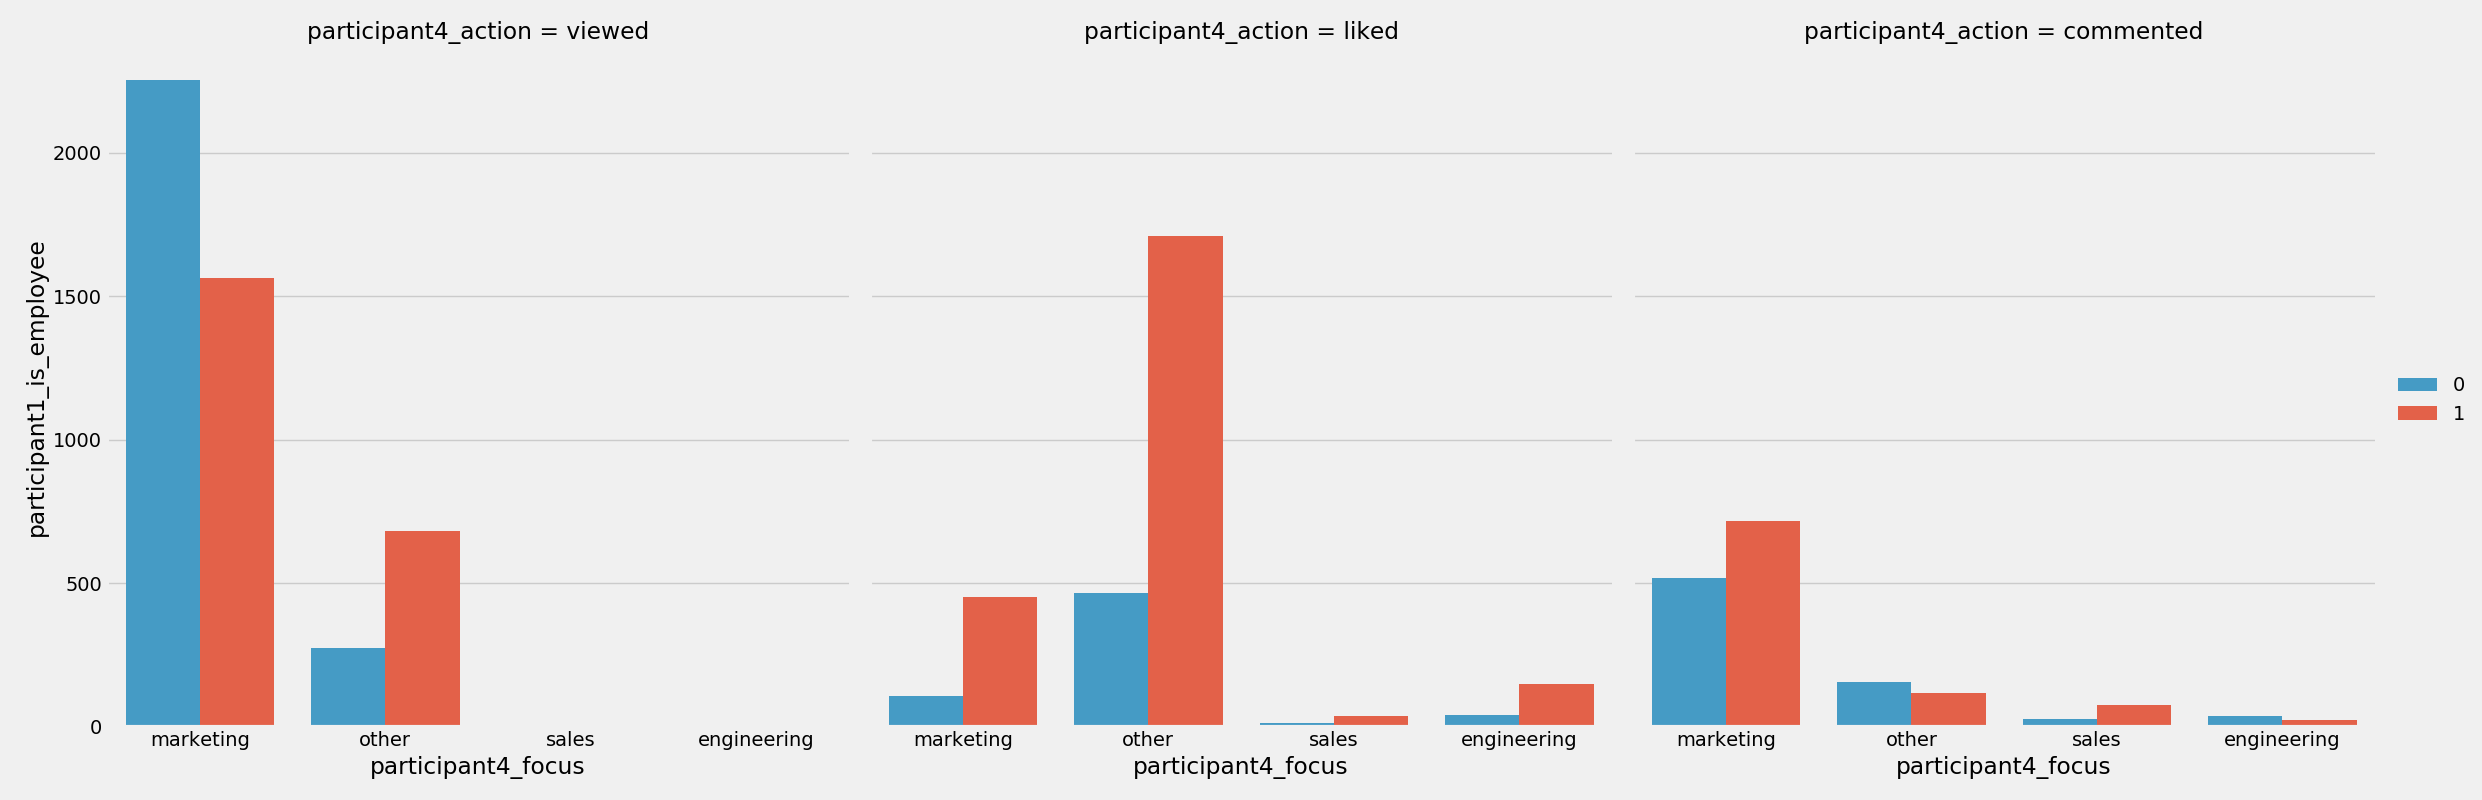 participant4_action = viewed
participant4_action = liked
participant4_action = commented
participant1_is_employee
2000
1500
1000
500
0
marketing other sales engineering
marketing other sales engineering
marketing other sales engineering
participant4_focus
participant4_focus
participant4_focus
0
1